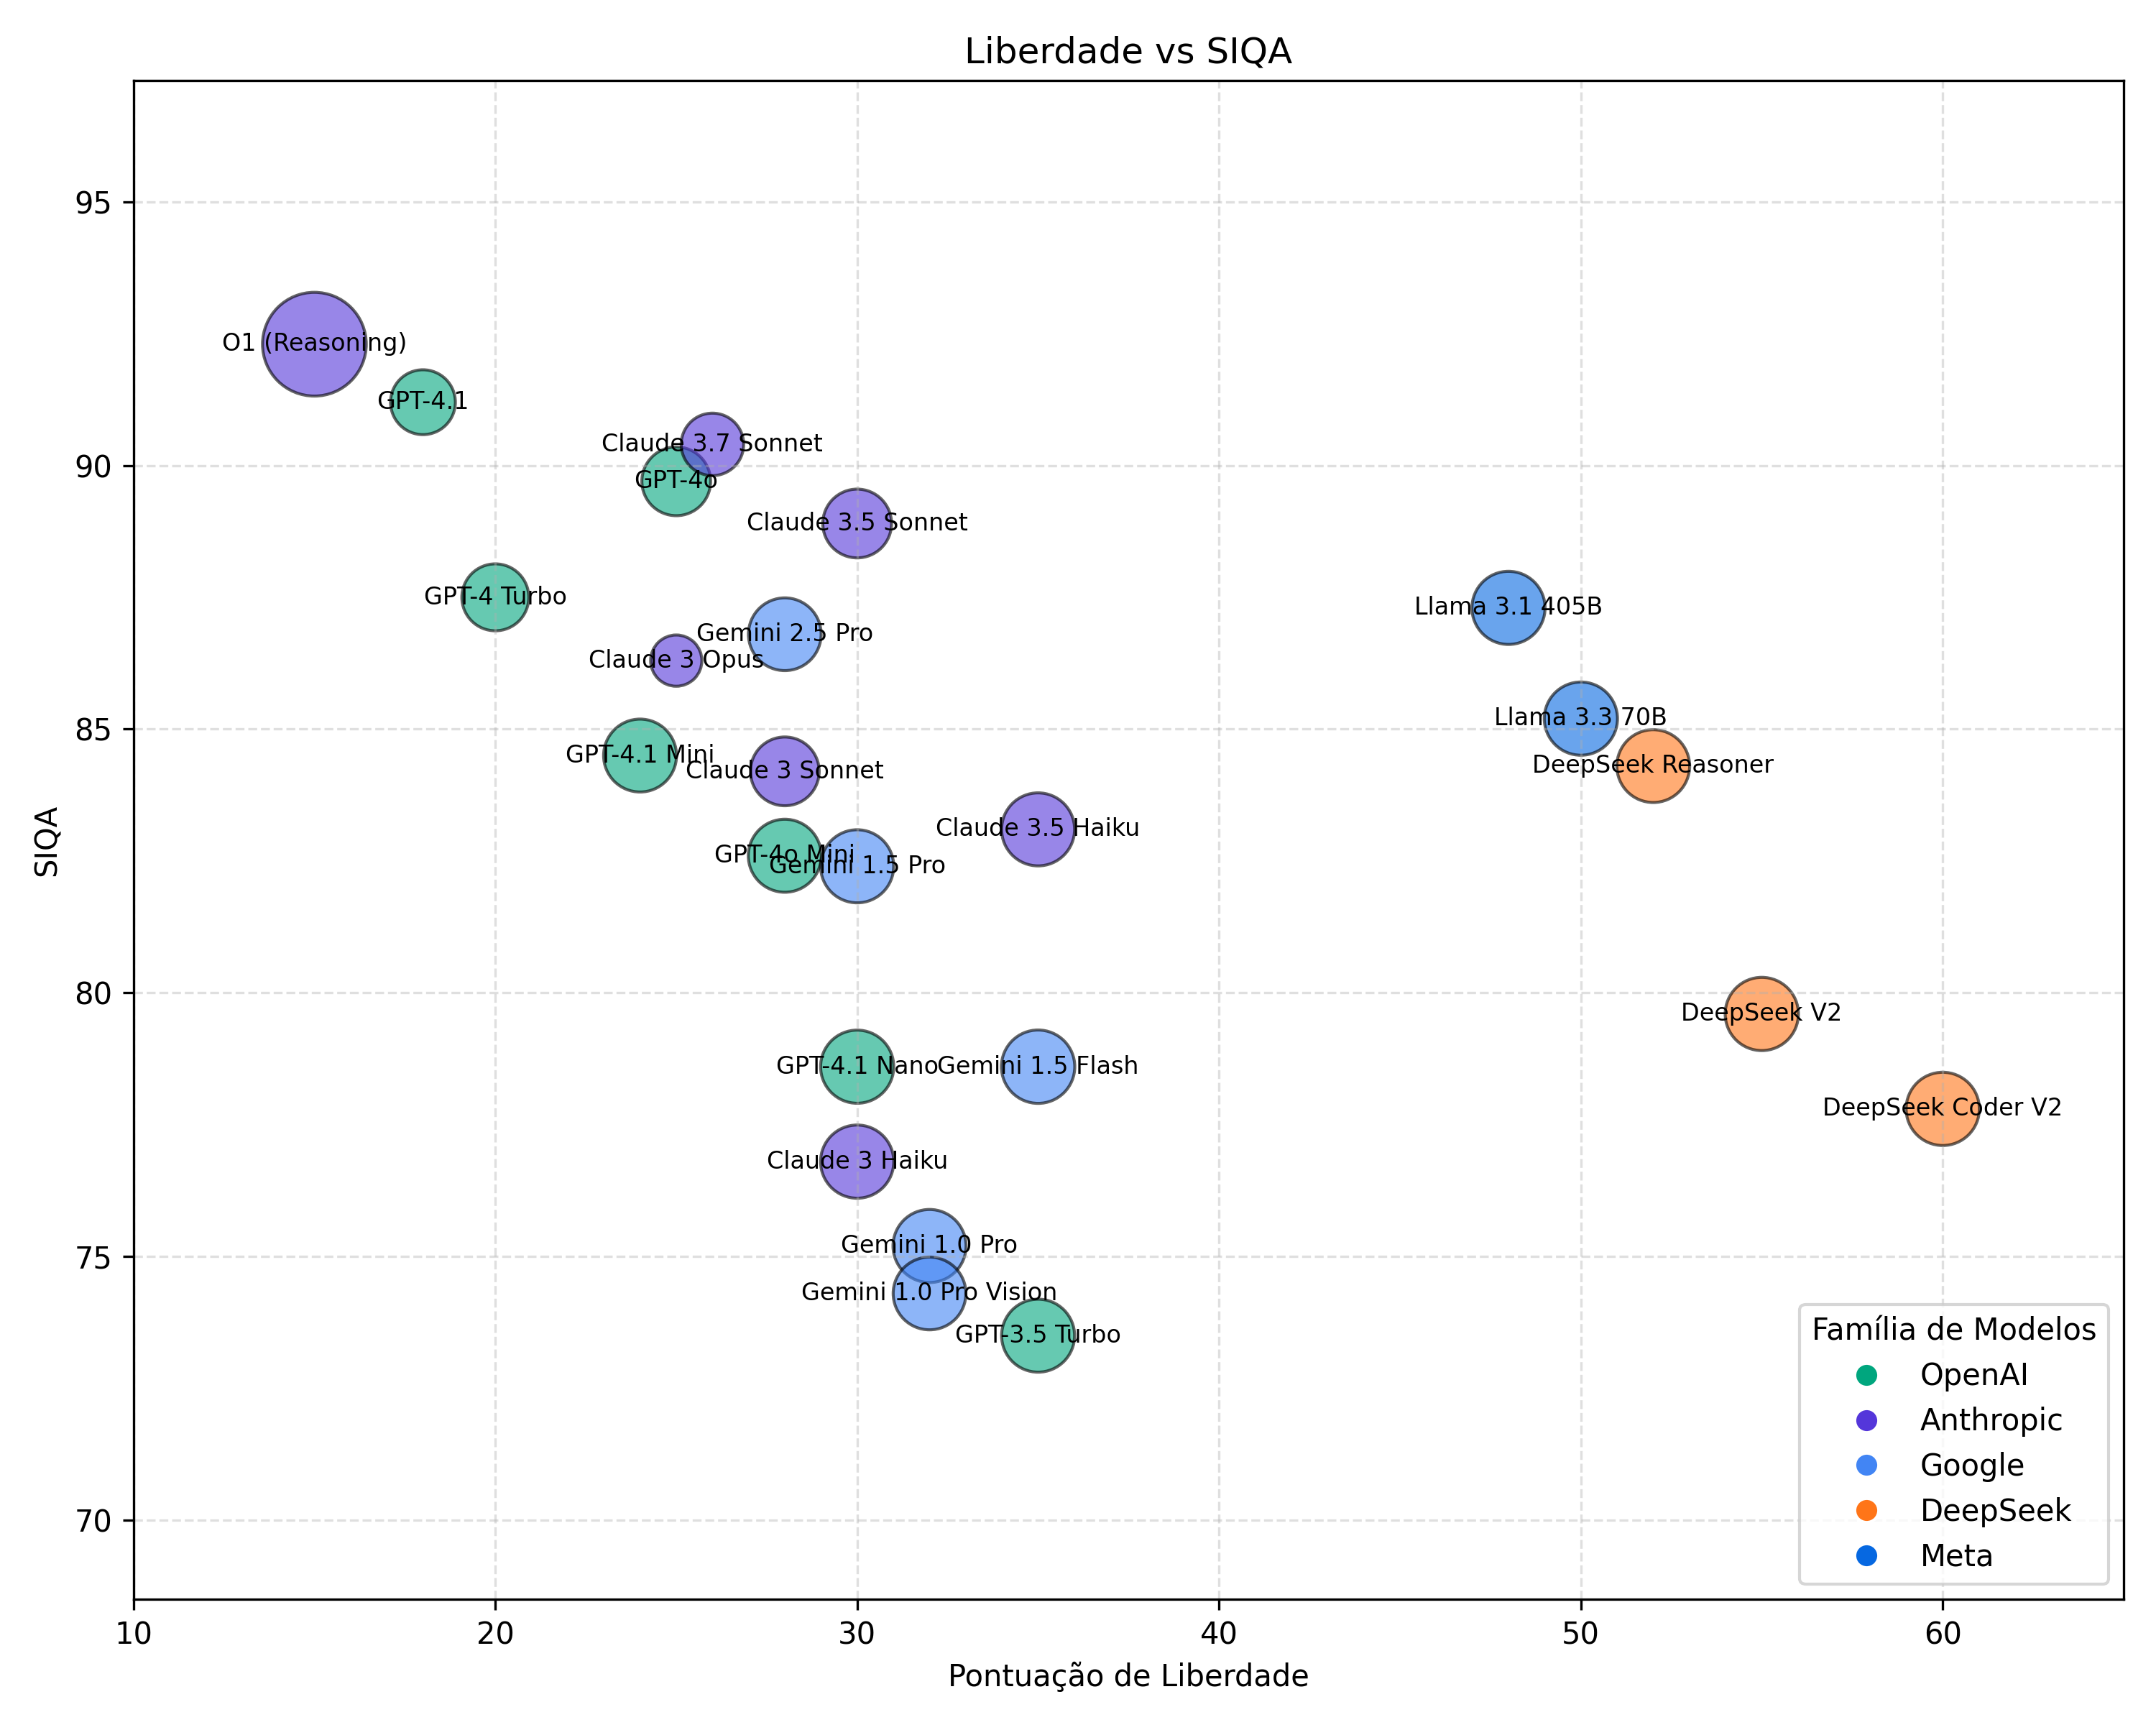 Liberdade vs SIQA
95
90
85
80
75
70
SIQA
O1 (Reasoning)
GPT-4.1
Claude 3.7 Sonnet
GPT-4o
Claude 3.5 Sonnet
GPT-4 Turbo
Llama 3.1 405B
Gemini 2.5 Pro
Claude 3 Opus
Llama 3.3 70B
GPT-4.1 Mini
DeepSeek Reasoner
Claude 3 Sonnet
Claude 3.5 Haiku
GPT-4o Mini
Gemini 1.5 Pro
DeepSeek V2
GPT-4.1 Nano
Gemini 1.5 Flash
DeepSeek Coder V2
Claude 3 Haiku
Gemini 1.0 Pro
Gemini 1.0 Pro Vision
GPT-3.5 Turbo
Família de Modelos
OpenAI
Anthropic
Google
DeepSeek
Meta
10 20 30 40 50 60
Pontuação de Liberdade